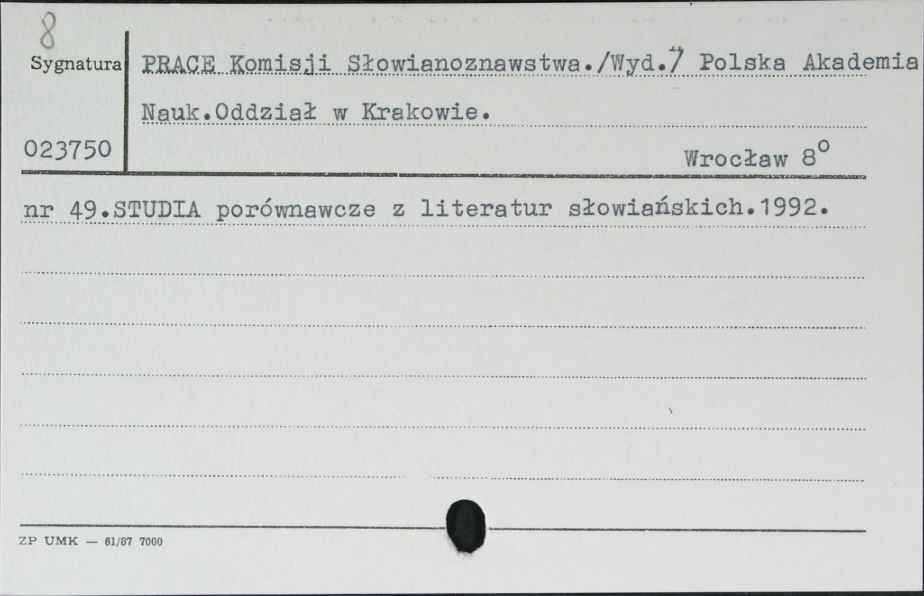 8
Sygnatura
PRACE Komisji Słowianoznawstwa./Wyd./ Polska Akademia
Nauk.Oddział w Krakowie.
023750
Wrocław 8°
nr 49.STUDIA porównawcze z literatur słowiańskich.1992.
ZP UMK — 61/87 7000